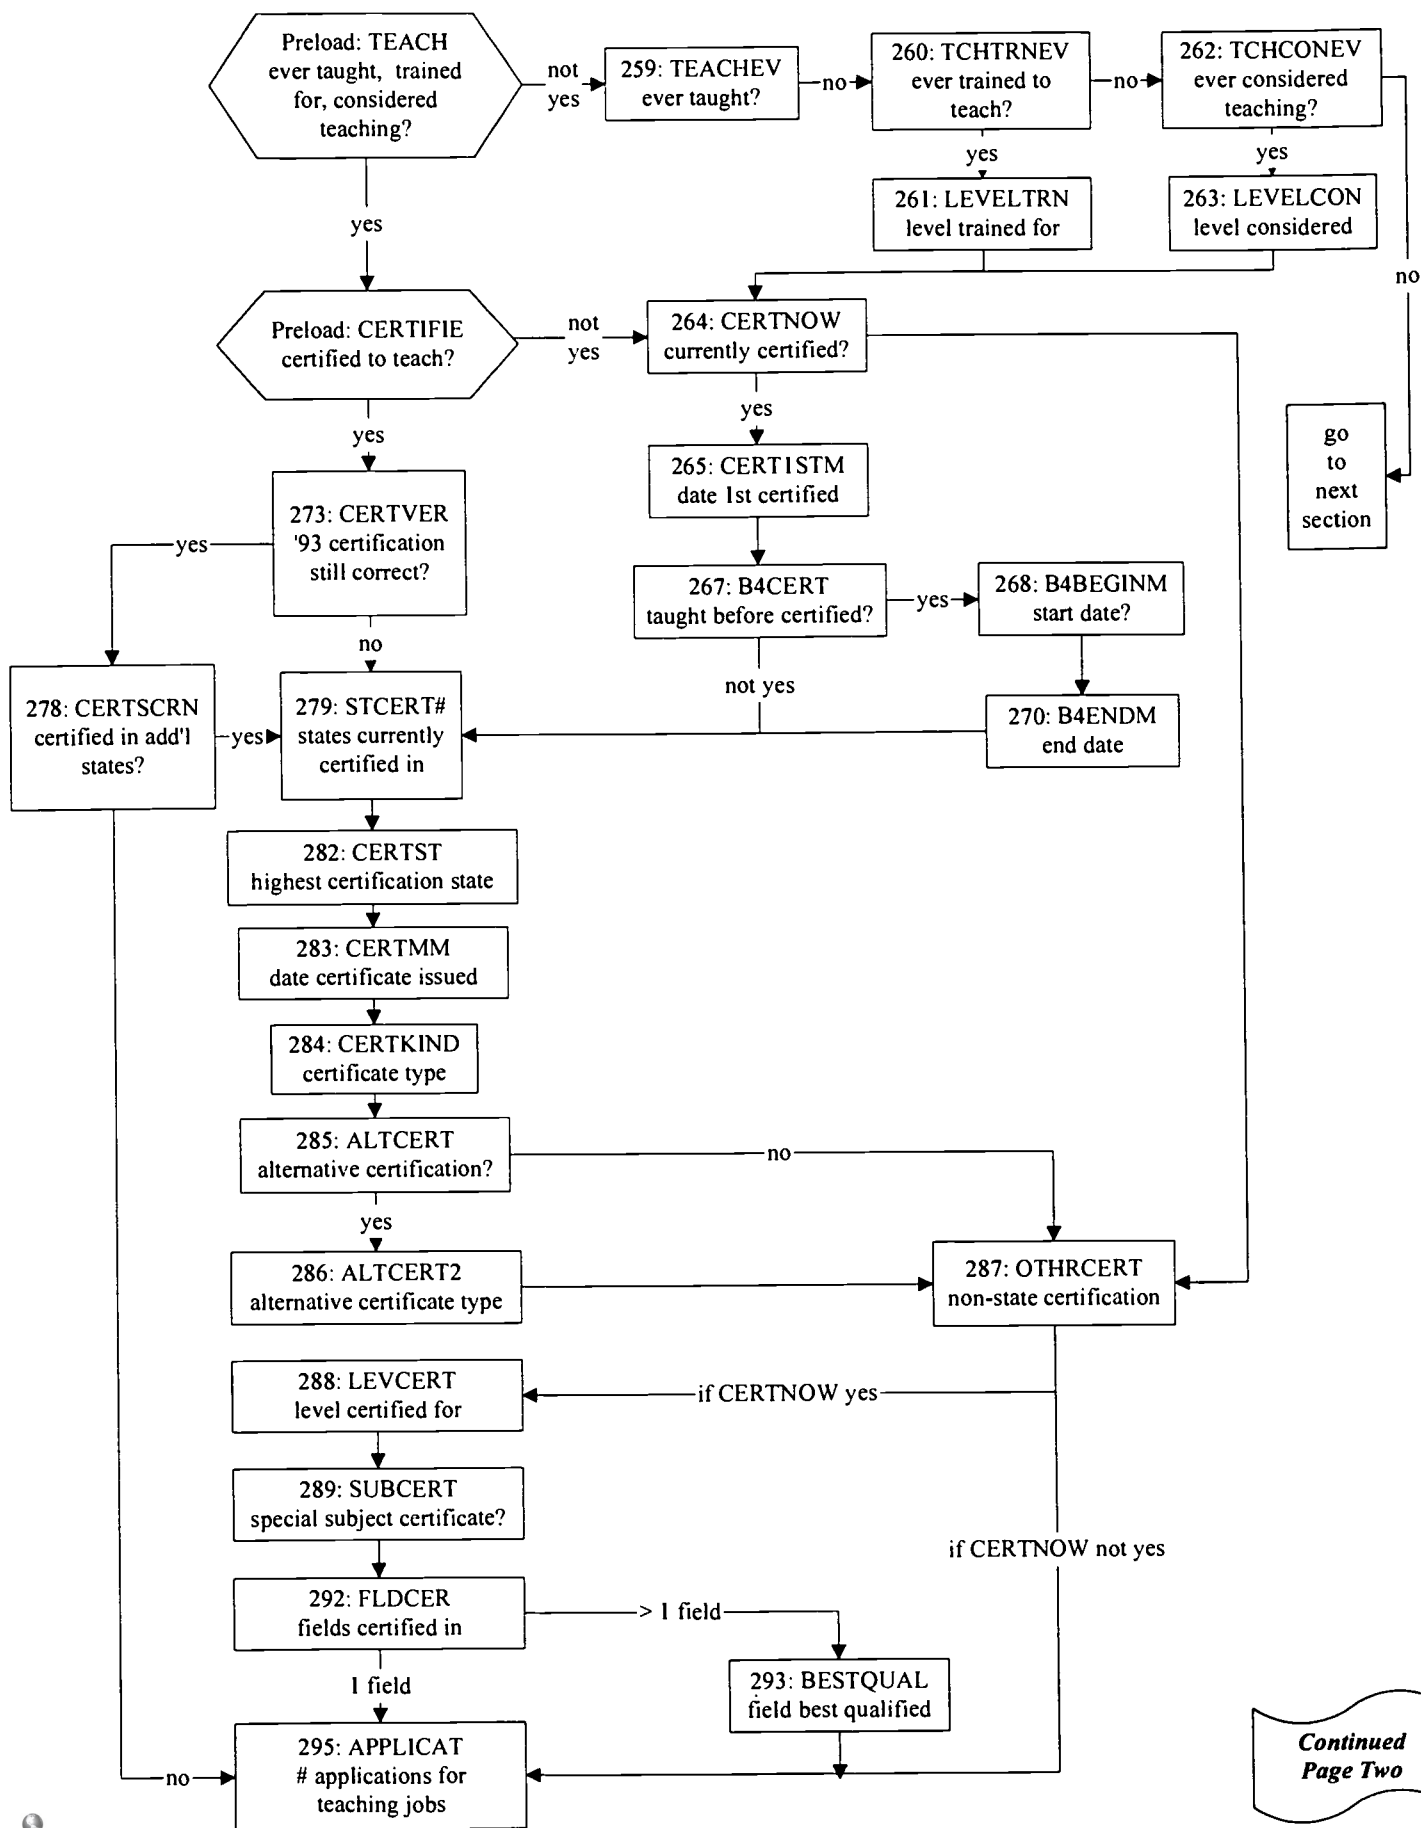 Preload: TEACH
ever taught, trained
for, considered
teaching?
not
yes
259: TEACHEV
ever taught?
no
260: TCHTRNEV
ever trained to
teach?
no
262: TCHCONEV
ever considered
teaching?
yes
yes
yes
261: LEVELTRN
level trained for
263: LEVELCON
level considered
no
Preload: CERTIFIE
certified to teach?
not
yes
264: CERTNOW
currently certified?
yes
yes
265: CERT1STM
date 1st certified
go
to
next
section
273: CERTVER
'93 certification
still correct?
yes
267: B4CERT
taught before certified?
yes
268: B4BEGINM
start date?
no
not yes
278: CERTSCRN
certified in add'l
states?
yes
279: STCERT#
states currently
certified in
270: B4ENDM
end date
282: CERTST
highest certification state
283: CERTMM
date certificate issued
284: CERTKIND
certificate type
285: ALTCERT
alternative certification?
no
yes
286: ALTCERT2
alternative certificate type
287: OTHRCERT
non-state certification
288: LEVCERT
level certified for
if CERTNOW yes
289: SUBCERT
special subject certificate?
if CERTNOW not yes
292: FLDCER
fields certified in
> 1 field
1 field
293: BESTQUAL
field best qualified
295: APPLICAT
# applications for
teaching jobs
no
Continued
Page Two